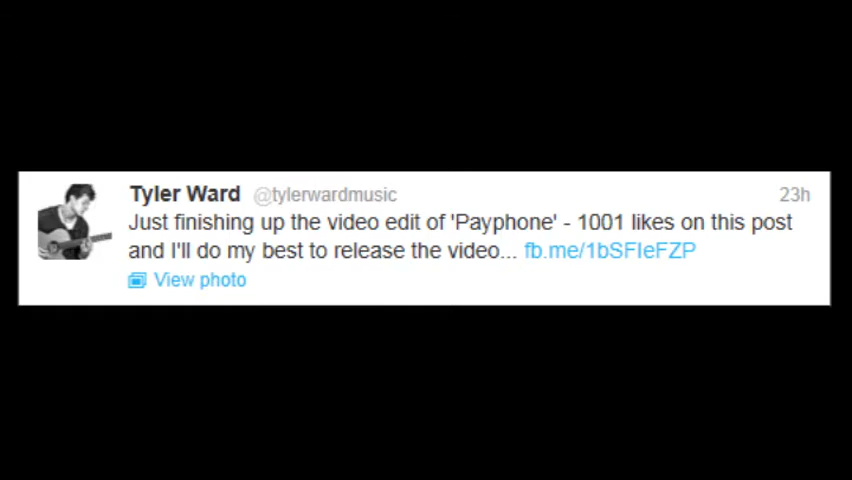 Tyler Ward @tylerwardmusic 23h
Just finishing up the video edit of 'Payphone' - 1001 likes on this post
and I'll do my best to release the video... fb.me/1bSFIeFZP
View photo